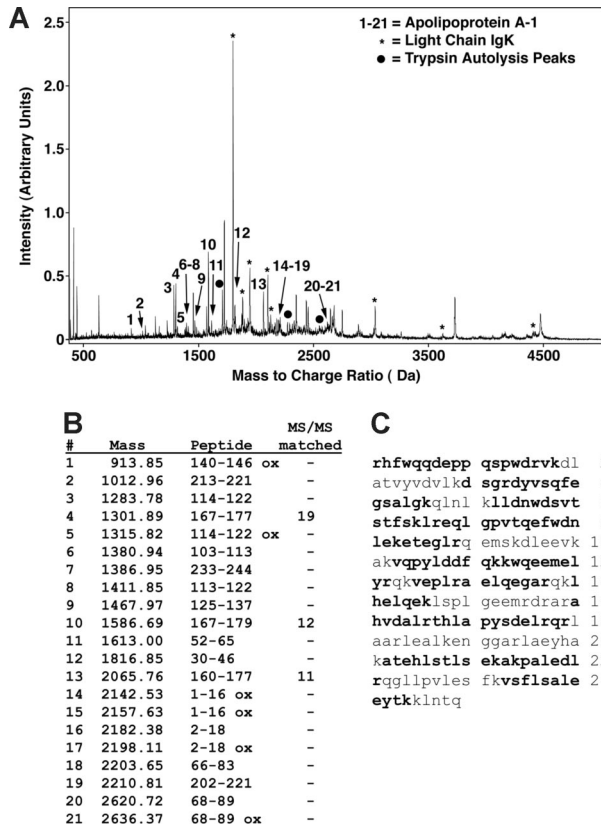 A
1-21 = Apolipoprotein A-1
* = Light Chain IgK
● = Trypsin Autolysis Peaks
Intensity (Arbitrary Units)
2.5
2.0
1.5
1.0
0.5
0.0
1
2
3
4
5
6-8
9
10
11
12
13
14-19
20-21
500
1500
2500
3500
4500
Mass to Charge Ratio ( Da)
B
MS/MS
# Mass Peptide matched
1 913.85 140-146 ox -
2 1012.96 213-221 -
3 1283.78 114-122 -
4 1301.89 167-177 19
5 1315.82 114-122 ox -
6 1380.94 103-113 -
7 1386.95 233-244 -
8 1411.85 113-122 -
9 1467.97 125-137 -
10 1586.69 167-179 12
11 1613.00 52-65 -
12 1816.85 30-46 -
13 2065.76 160-177 11
14 2142.53 1-16 ox -
15 2157.63 1-16 ox -
16 2182.38 2-18 -
17 2198.11 2-18 ox -
18 2203.65 66-83 -
19 2210.81 202-221 -
20 2620.72 68-89 -
21 2636.37 68-89 ox -
C
rhfwqqdepp qspwdrvkdl
atvyvdvlkd sgrdyvsqfe
gsalgkqlnl klldnwdsvt
stfsklreql gpvtqefwdn
leketeglrq emskdleevk 1
akvqpylddf qkkwqeemel 1
yrqkveplra elqegarqkl 1
helqeklspl geemrdrara 1
hvdalrthla pysdelrqrl 1
aarlealken ggarlaeyha 2
katehlstls ekakpaledl 2
rqgllpvles fkvsflsale 2
eytkklntq